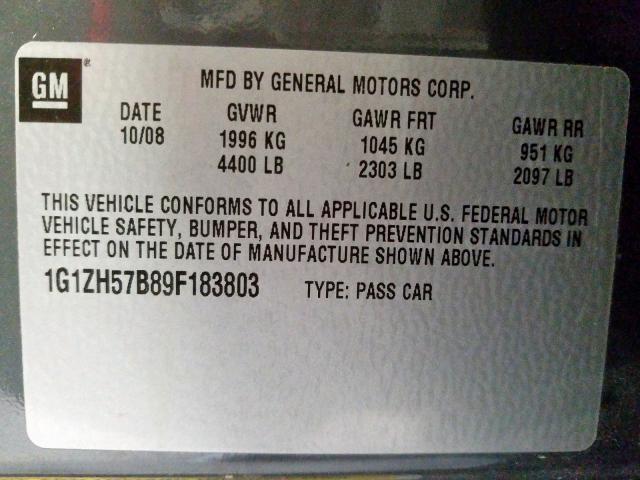 GM®
MFD BY GENERAL MOTORS CORP.
DATE GVWR GAWR FRT GAWR RR
10/08 1996 KG 1045 KG 951 KG
4400 LB 2303 LB 2097 LB
THIS VEHICLE CONFORMS TO ALL APPLICABLE U.S. FEDERAL MOTOR
VEHICLE SAFETY, BUMPER, AND THEFT PREVENTION STANDARDS IN
EFFECT ON THE DATE OF MANUFACTURE SHOWN ABOVE.
1G1ZH57B89F183803 TYPE: PASS CAR